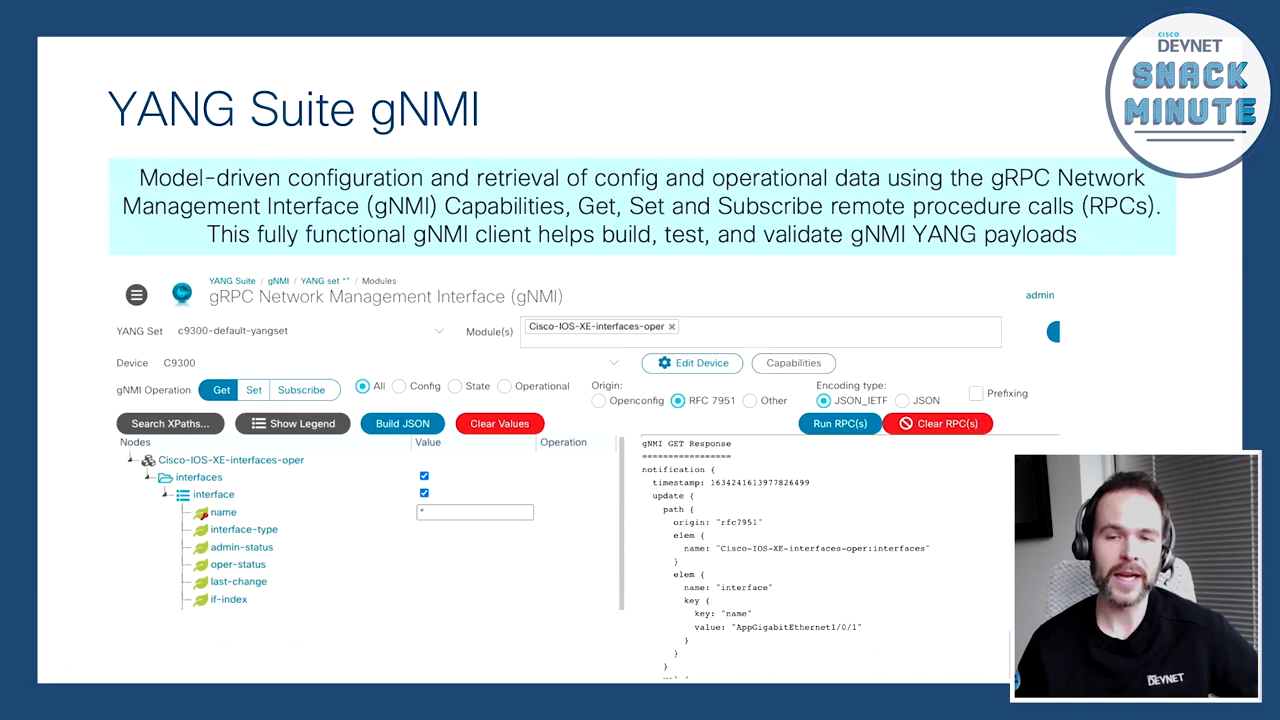 CISCO
DEVNET
SNACK
MINUTE
YANG Suite gNMI
Model-driven configuration and retrieval of config and operational data using the gRPC Network
Management Interface (gNMI) Capabilities, Get, Set and Subscribe remote procedure calls (RPCs).
This fully functional gNMI client helps build, test, and validate gNMI YANG payloads
YANG Suite / gNMI / YANG set "" / Modules
gRPC Network Management Interface (gNMI)
admin
YANG Set c9300-default-yangset
Module(s) Cisco-IOS-XE-interfaces-oper ×
Device C9300
Edit Device Capabilities
gNMI Operation Get Set Subscribe All Config State Operational
Origin:
Openconfig RFC 7951 Other
Encoding type:
JSON_IETF JSON
Prefixing
Search XPaths... Show Legend Build JSON Clear Values
Run RPC(s) Clear RPC(s)
Nodes Value Operation
Cisco-IOS-XE-interfaces-oper
interfaces
interface
name *
interface-type
admin-status
oper-status
last-change
if-index
gNMI GET Response
=================
notification {
timestamp: 1634241613977826499
update {
path {
origin: "rfc7951"
elem {
name: "Cisco-IOS-XE-interfaces-oper:interfaces"
}
elem {
name: "interface"
key {
key: "name"
value: "AppGigabitEthernet1/0/1"
}
}
}
DEVNET